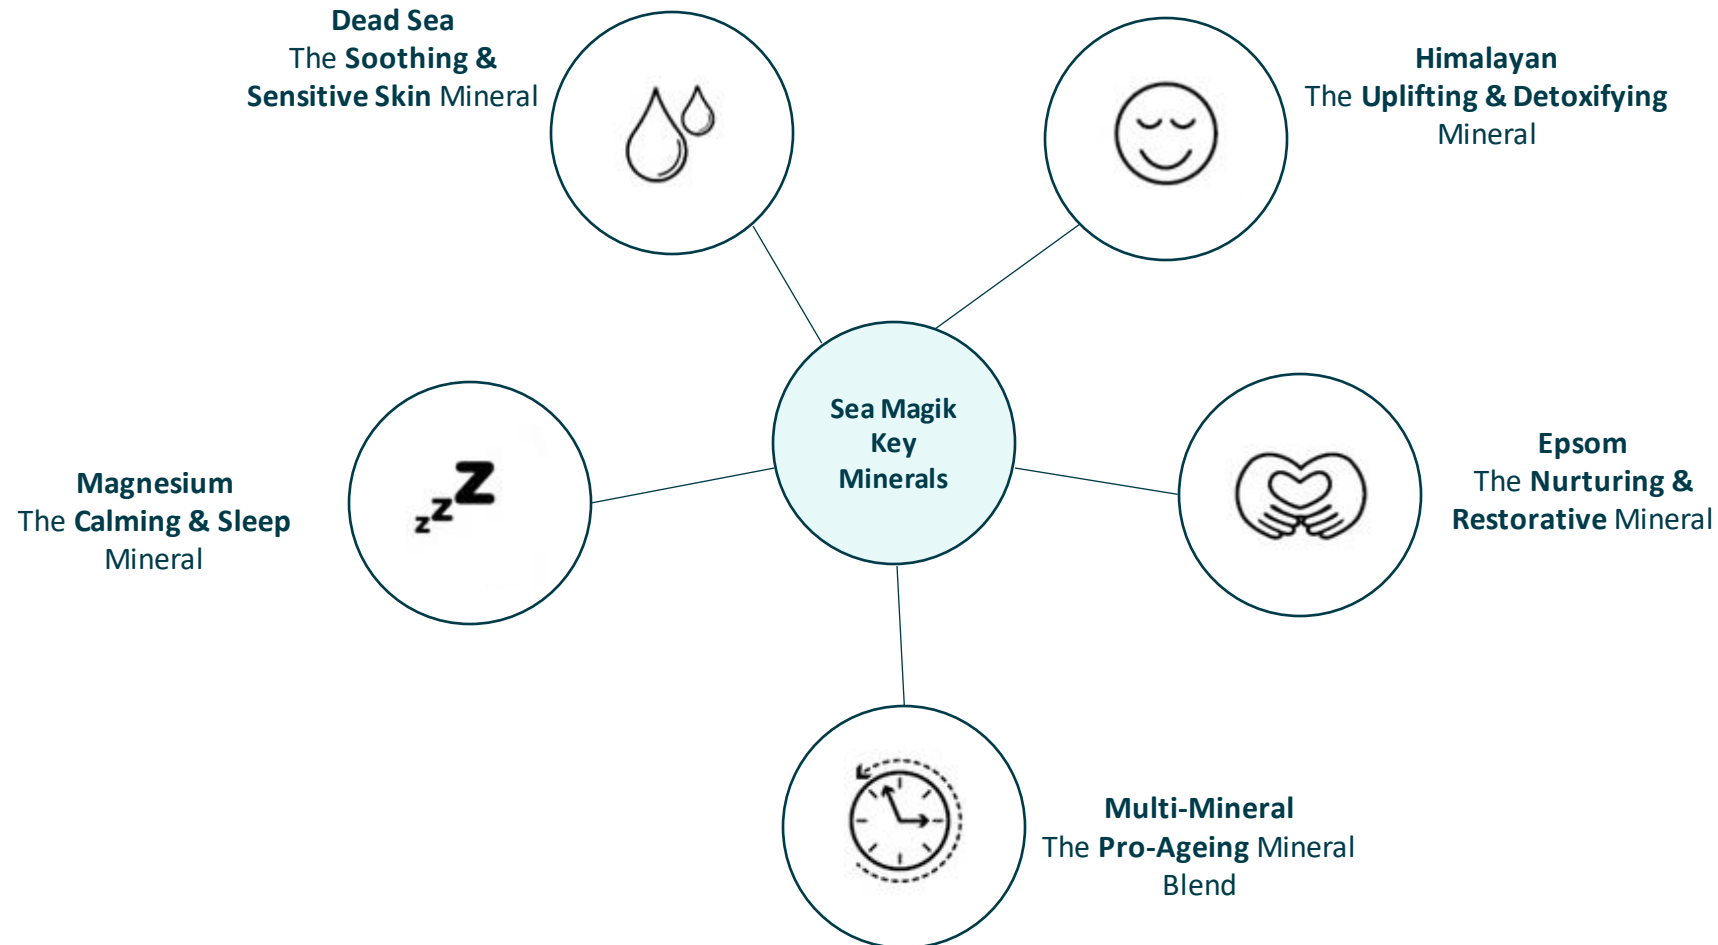 Dead Sea
The Soothing &
Sensitive Skin Mineral
Himalayan
The Uplifting & Detoxifying
Mineral
Sea Magik
Key
Minerals
Magnesium
The Calming & Sleep
Mineral
zzZ
Epsom
The Nurturing &
Restorative Mineral
Multi-Mineral
The Pro-Ageing Mineral
Blend